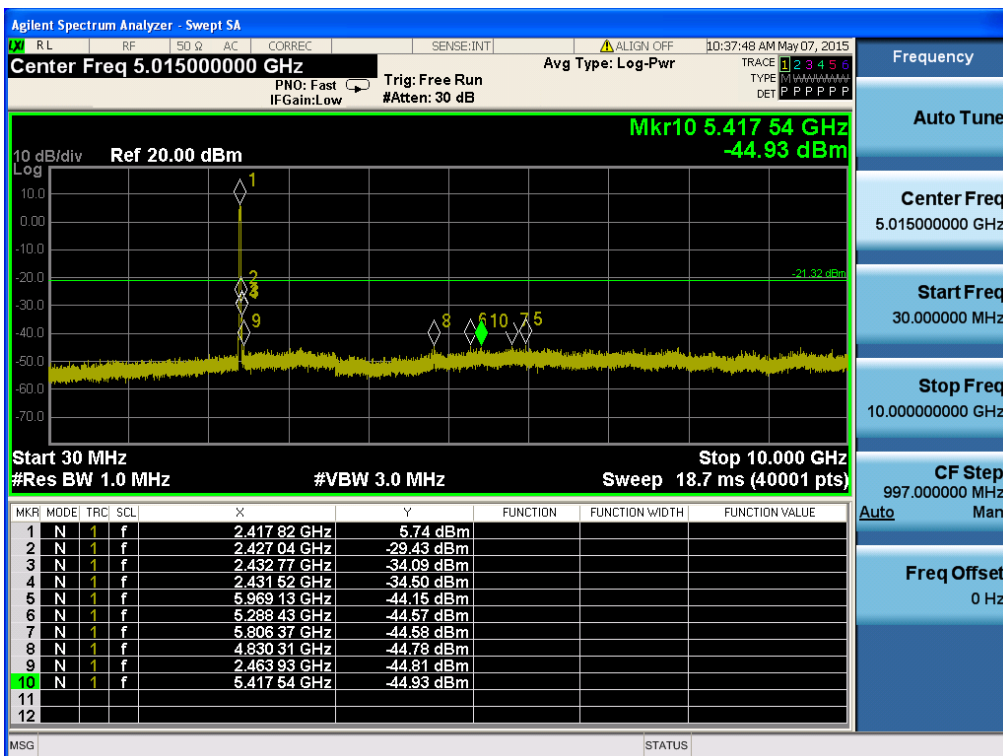 Agilent Spectrum Analyzer - Swept SA
LXI RL RF 50 Ω AC CORREC SENSE:INT ALIGN OFF 10:37:48 AM May 07, 2015
Center Freq 5.015000000 GHz
PNO: Fast
IFGain:Low
Trig: Free Run
#Atten: 30 dB
Avg Type: Log-Pwr
TRACE 1 2 3 4 5 6
TYPE M
DET P P P P P P
Mkr10 5.417 54 GHz
-44.93 dBm
10 dB/div Ref 20.00 dBm
Log
10.0
0.00
-10.0
-20.0
-30.0
-40.0
-50.0
-60.0
-70.0
-21.32 dBm
1
2
3
9
8
6
10
7
5
Start 30 MHz Stop 10.000 GHz
#Res BW 1.0 MHz #VBW 3.0 MHz Sweep 18.7 ms (40001 pts)
MKR MODE TRC SCL X Y FUNCTION FUNCTION WIDTH FUNCTION VALUE
1 N 1 f 2.417 82 GHz 5.74 dBm
2 N 1 f 2.427 04 GHz -29.43 dBm
3 N 1 f 2.432 77 GHz -34.09 dBm
4 N 1 f 2.431 52 GHz -34.50 dBm
5 N 1 f 5.969 13 GHz -44.15 dBm
6 N 1 f 5.288 43 GHz -44.57 dBm
7 N 1 f 5.806 37 GHz -44.58 dBm
8 N 1 f 4.830 31 GHz -44.78 dBm
9 N 1 f 2.463 93 GHz -44.81 dBm
10 N 1 f 5.417 54 GHz -44.93 dBm
11
12
MSG STATUS
Frequency
Auto Tune
Center Freq
5.015000000 GHz
Start Freq
30.000000 MHz
Stop Freq
10.000000000 GHz
CF Step
997.000000 MHz
Auto Man
Freq Offset
0 Hz